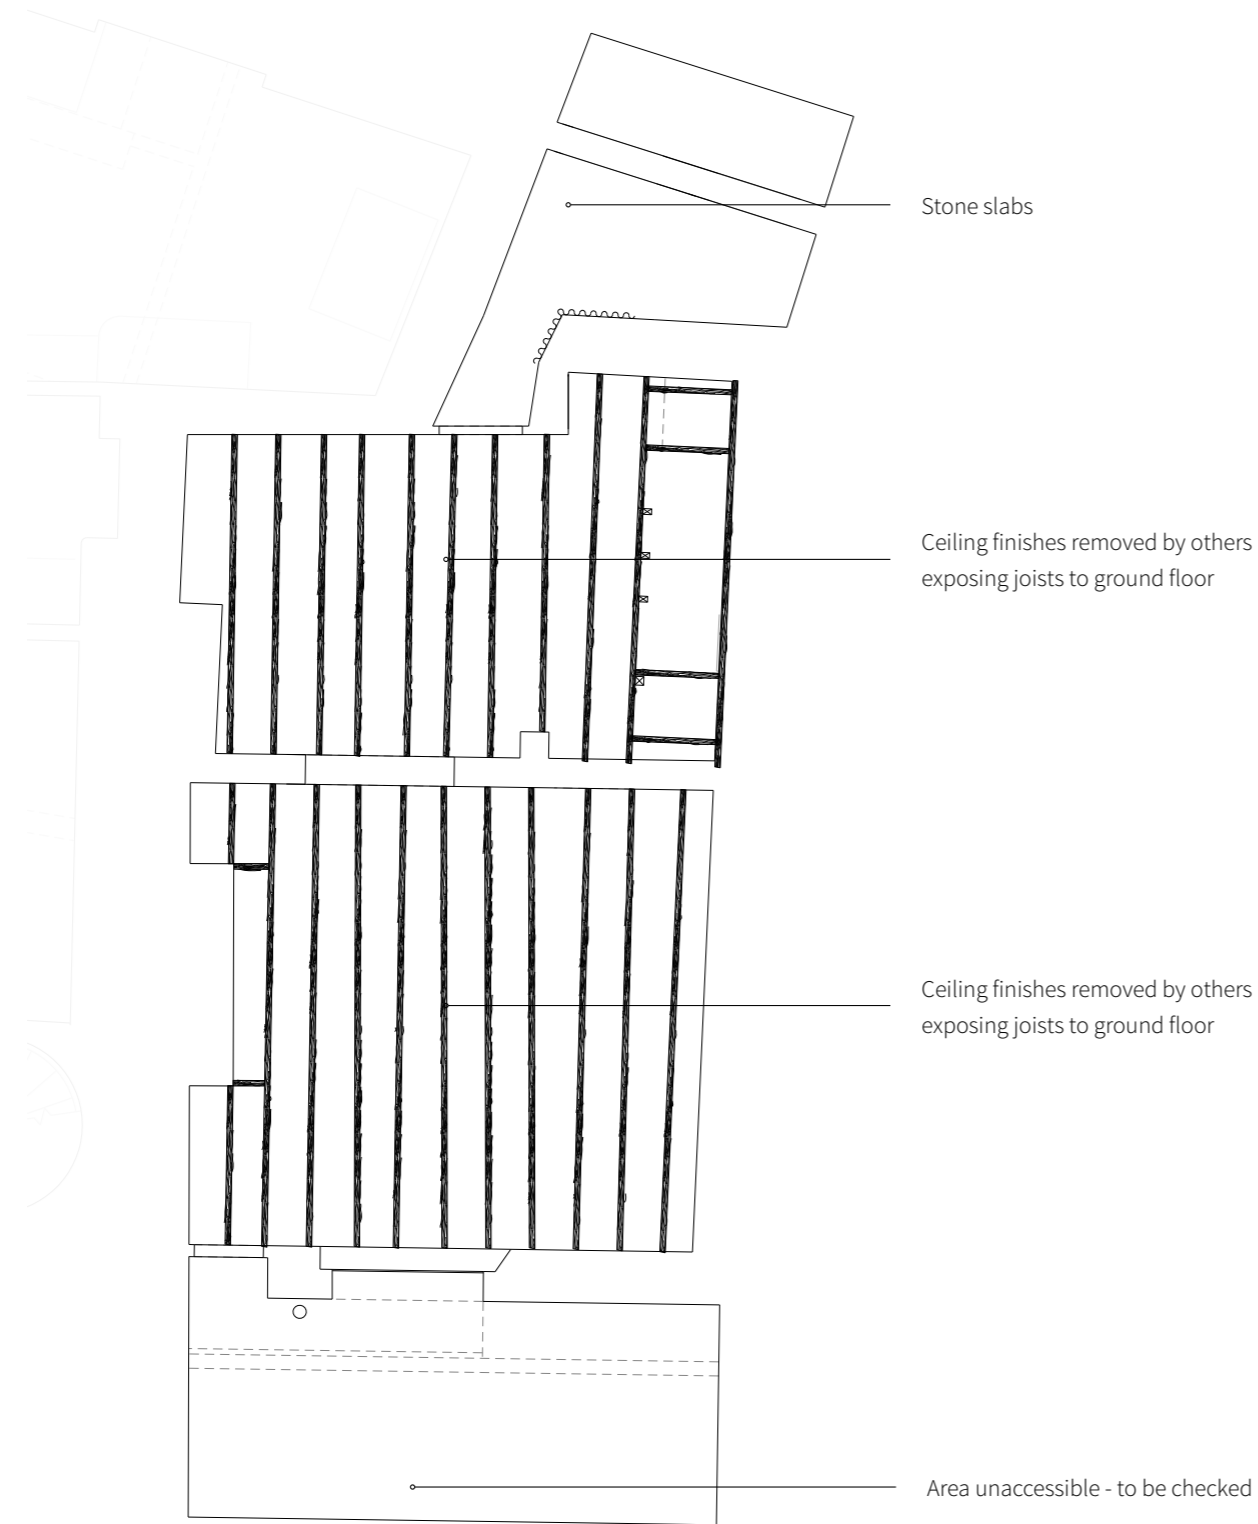 Stone slabs
Ceiling finishes removed by others
exposing joists to ground floor
Ceiling finishes removed by others
exposing joists to ground floor
Area unaccessible - to be checked